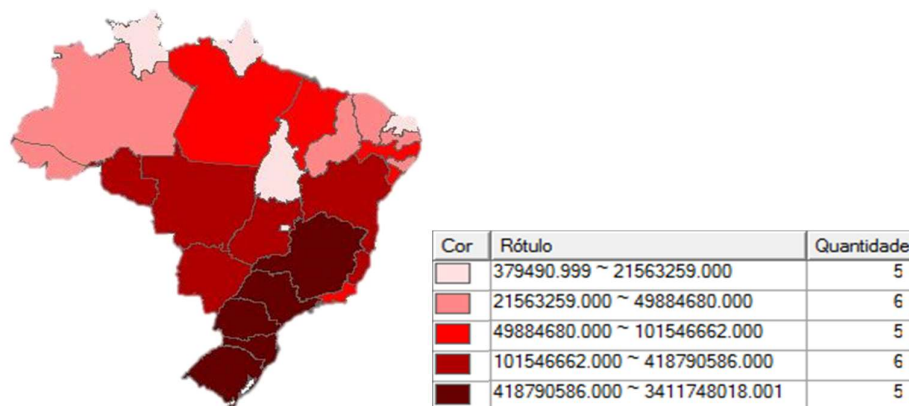 Cor Rótulo Quantidade
379490.999 ~ 21563259.000 5
21563259.000 ~ 49884680.000 6
49884680.000 ~ 101546662.000 5
101546662.000 ~ 418790586.000 6
418790586.000 ~ 3411748018.001 5